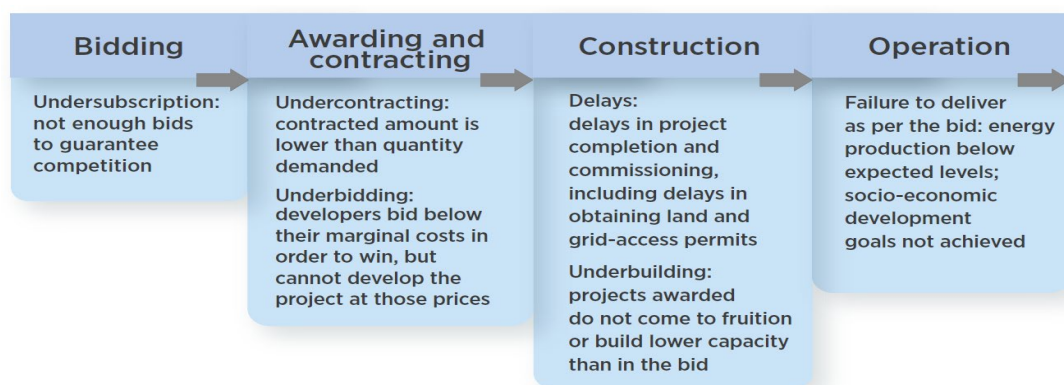 Bidding
Undersubscription:
not enough bids
to guarantee
competition
Awarding and
contracting
Undercontracting:
contracted amount is
lower than quantity
demanded
Underbidding:
developers bid below
their marginal costs in
order to win, but
cannot develop the
project at those prices
Construction
Delays:
delays in project
completion and
commissioning,
including delays in
obtaining land and
grid-access permits
Underbuilding:
projects awarded
do not come to fruition
or build lower capacity
than in the bid
Operation
Failure to deliver
as per the bid: energy
production below
expected levels;
socio-economic
development
goals not achieved